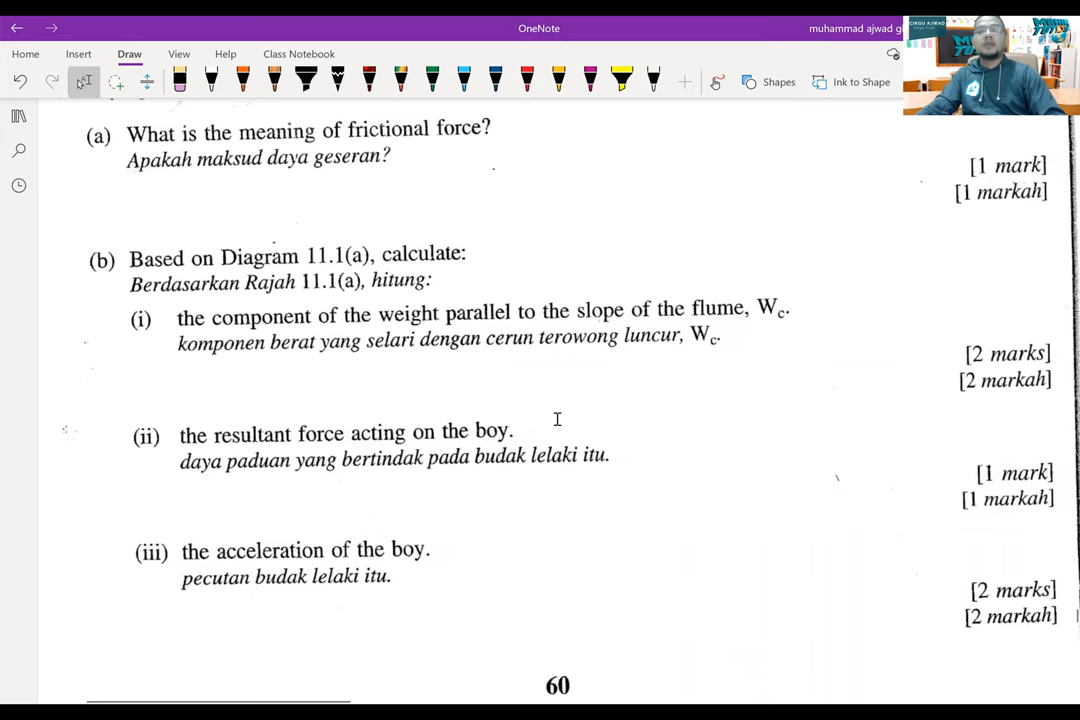 OneNote
muhammad ajwad
CIKGU AJWAD
Home Insert Draw View Help Class Notebook
Shapes Ink to Shape
(a) What is the meaning of frictional force?
Apakah maksud daya geseran?
[1 mark]
[1 markah]
(b) Based on Diagram 11.1(a), calculate:
Berdasarkan Rajah 11.1(a), hitung:
(i) the component of the weight parallel to the slope of the flume, Wc.
komponen berat yang selari dengan cerun terowong luncur, Wc.
[2 marks]
[2 markah]
(ii) the resultant force acting on the boy.
daya paduan yang bertindak pada budak lelaki itu.
[1 mark]
[1 markah]
(iii) the acceleration of the boy.
pecutan budak lelaki itu.
[2 marks]
[2 markah]
60